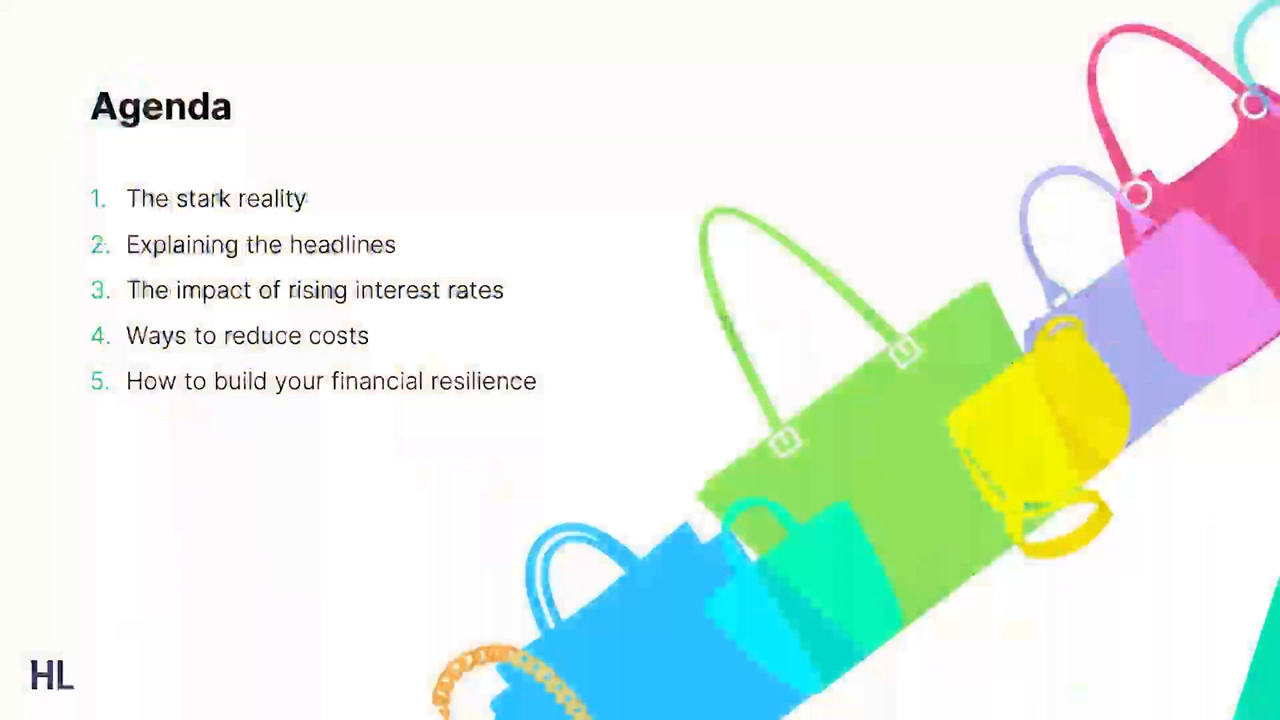 Agenda
1. The stark reality
2. Explaining the headlines
3. The impact of rising interest rates
4. Ways to reduce costs
5. How to build your financial resilience
HL